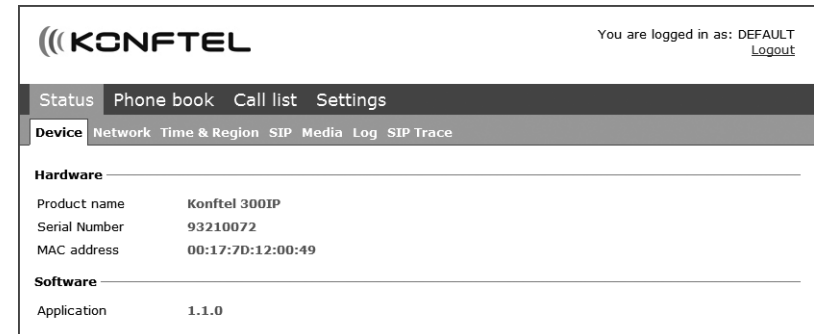 KONFTEL
You are logged in as: DEFAULT
Logout
Status Phone book Call list Settings
Device Network Time & Region SIP Media Log SIP Trace
Hardware
Product name Konftel 300IP
Serial Number 93210072
MAC address 00:17:7D:12:00:49
Software
Application 1.1.0